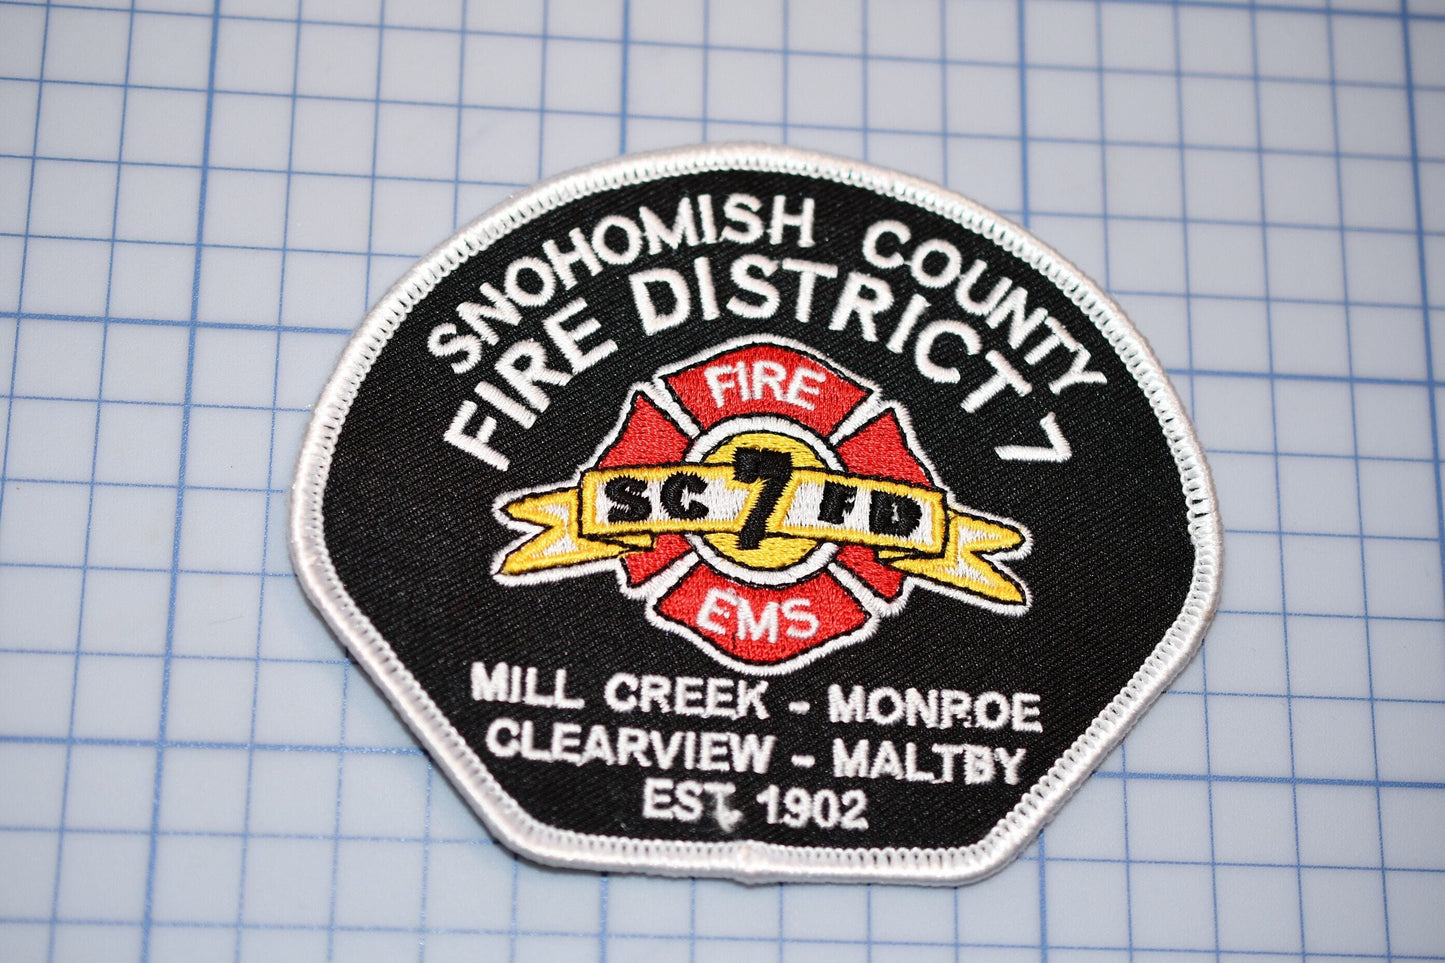 SNOHOMISH COUNTY
FIRE DISTRICT 7
FIRE
SC 7 FD
EMS
MILL CREEK - MONROE
CLEARVIEW - MALTBY
EST. 1902